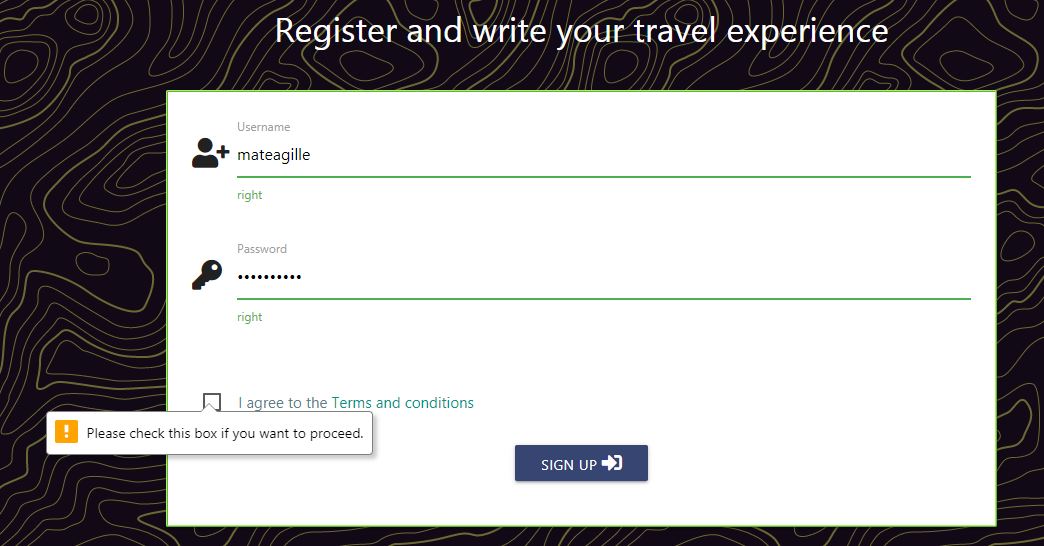 Register and write your travel experience
Username
mateagille
right
Password
••••••••••
right
I agree to the Terms and conditions
Please check this box if you want to proceed.
SIGN UP